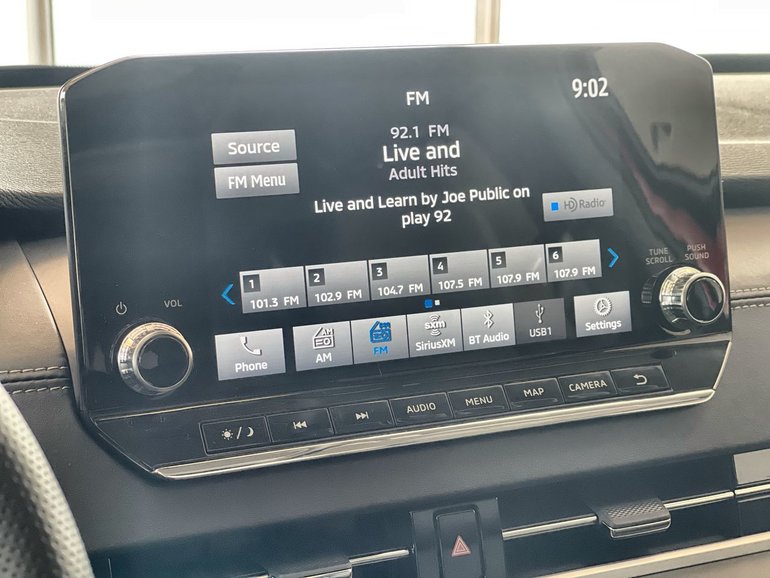 FM
9:02
92.1 FM
Source
Live and
Adult Hits
FM Menu
Live and Learn by Joe Public on
play 92
HD Radio
1 2 3 4 5 6
101.3 FM 102.9 FM 104.7 FM 107.5 FM 107.9 FM 107.9 FM
TUNE
SCROLL
PUSH
SOUND
VOL
Phone
AM
AM
FM
SiriusXM
sxm
BT Audio
USB1
Settings
AUDIO
MENU
MAP
CAMERA